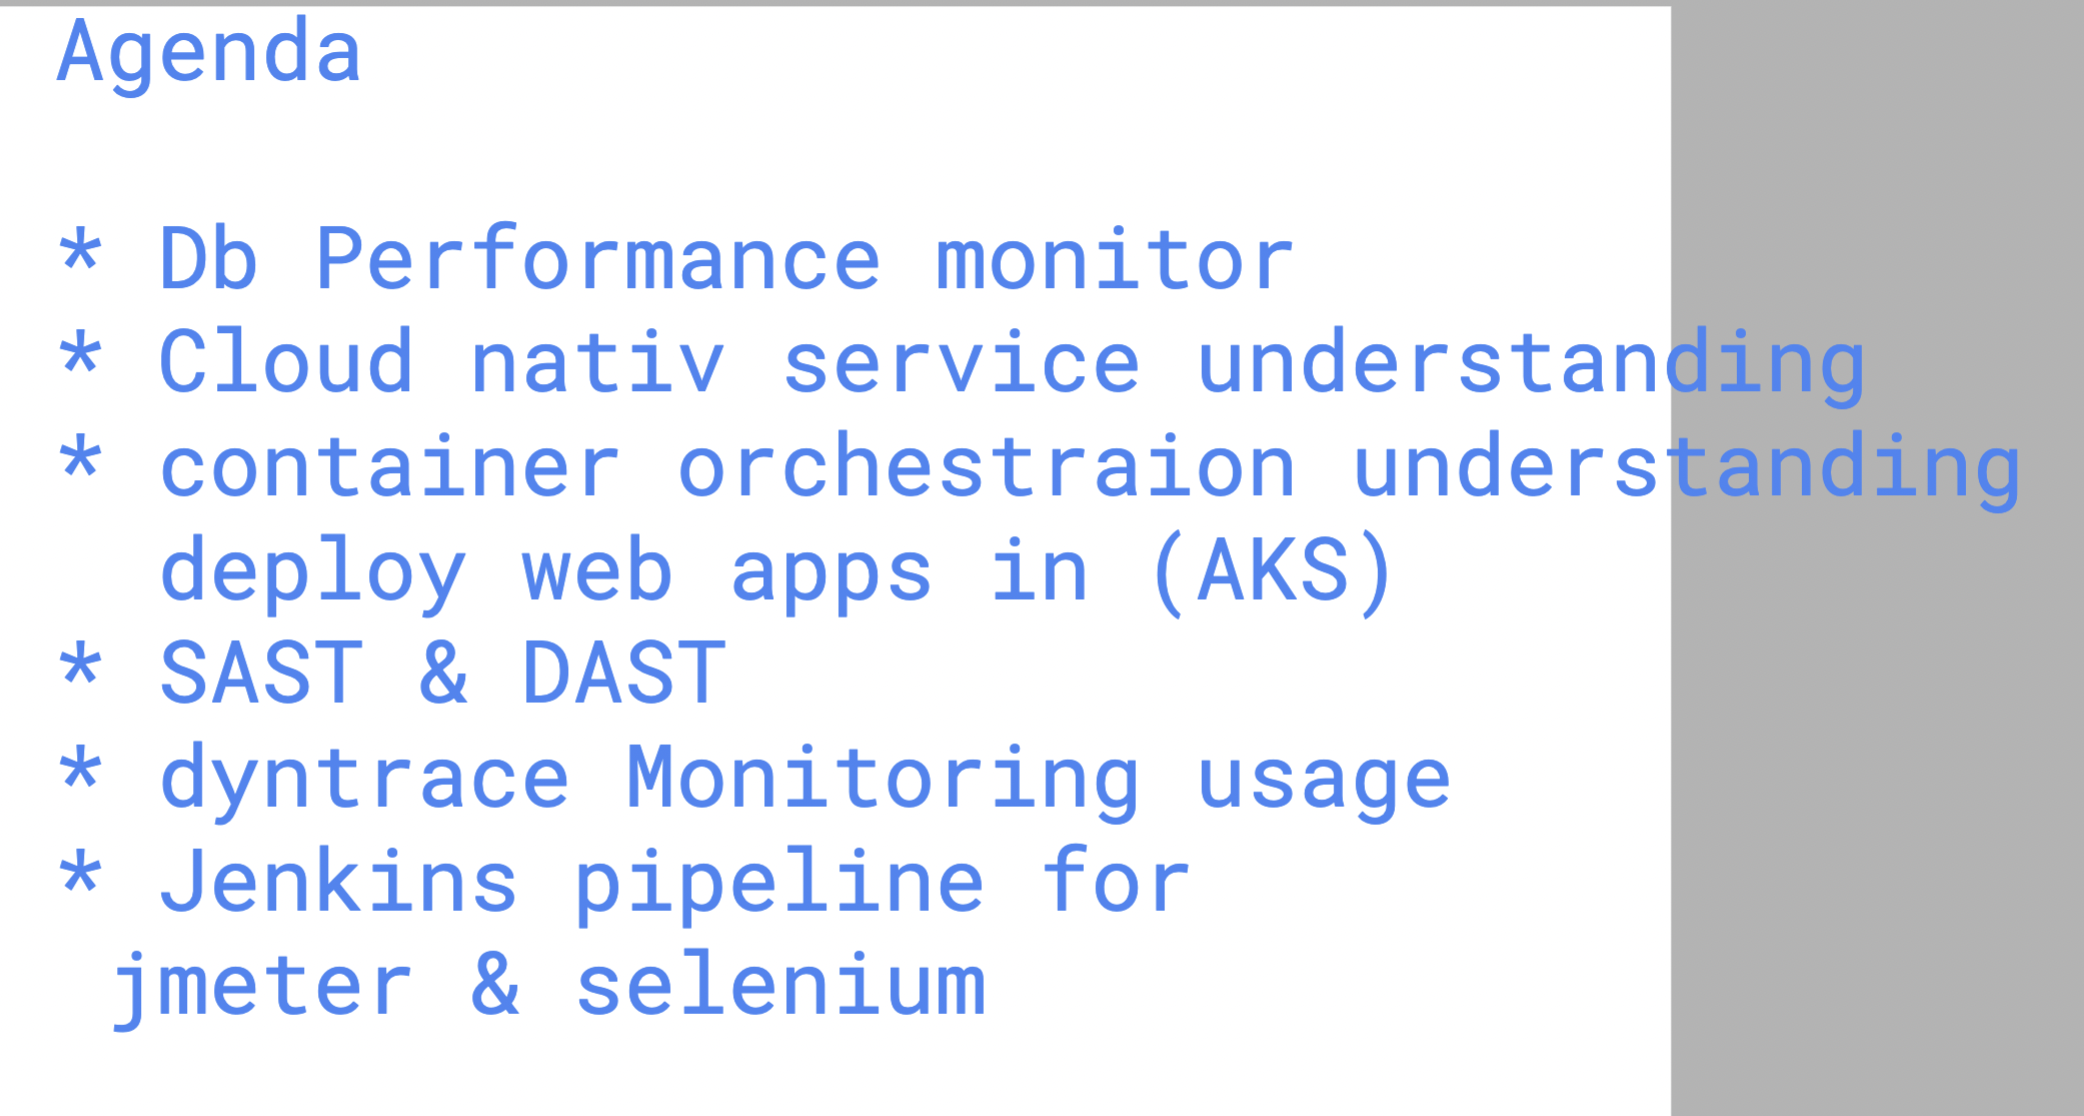 Agenda
* Db Performance monitor
* Cloud nativ service understanding
* container orchestraion understanding
deploy web apps in (AKS)
* SAST & DAST
* dyntrace Monitoring usage
* Jenkins pipeline for
jmeter & selenium